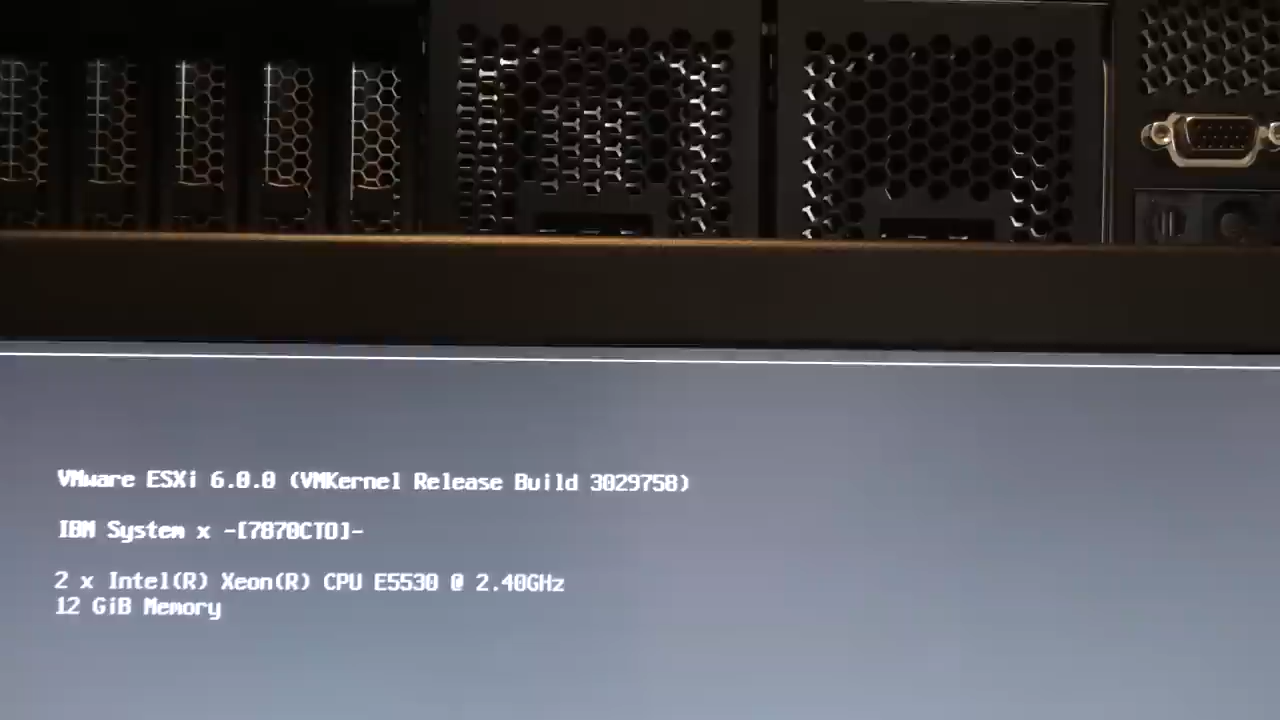 VMware ESXi 6.0.0 (VMKernel Release Build 3029758)
IBM System x -[7870CTO]-
2 x Intel(R) Xeon(R) CPU E5530 @ 2.40GHz
12 GiB Memory